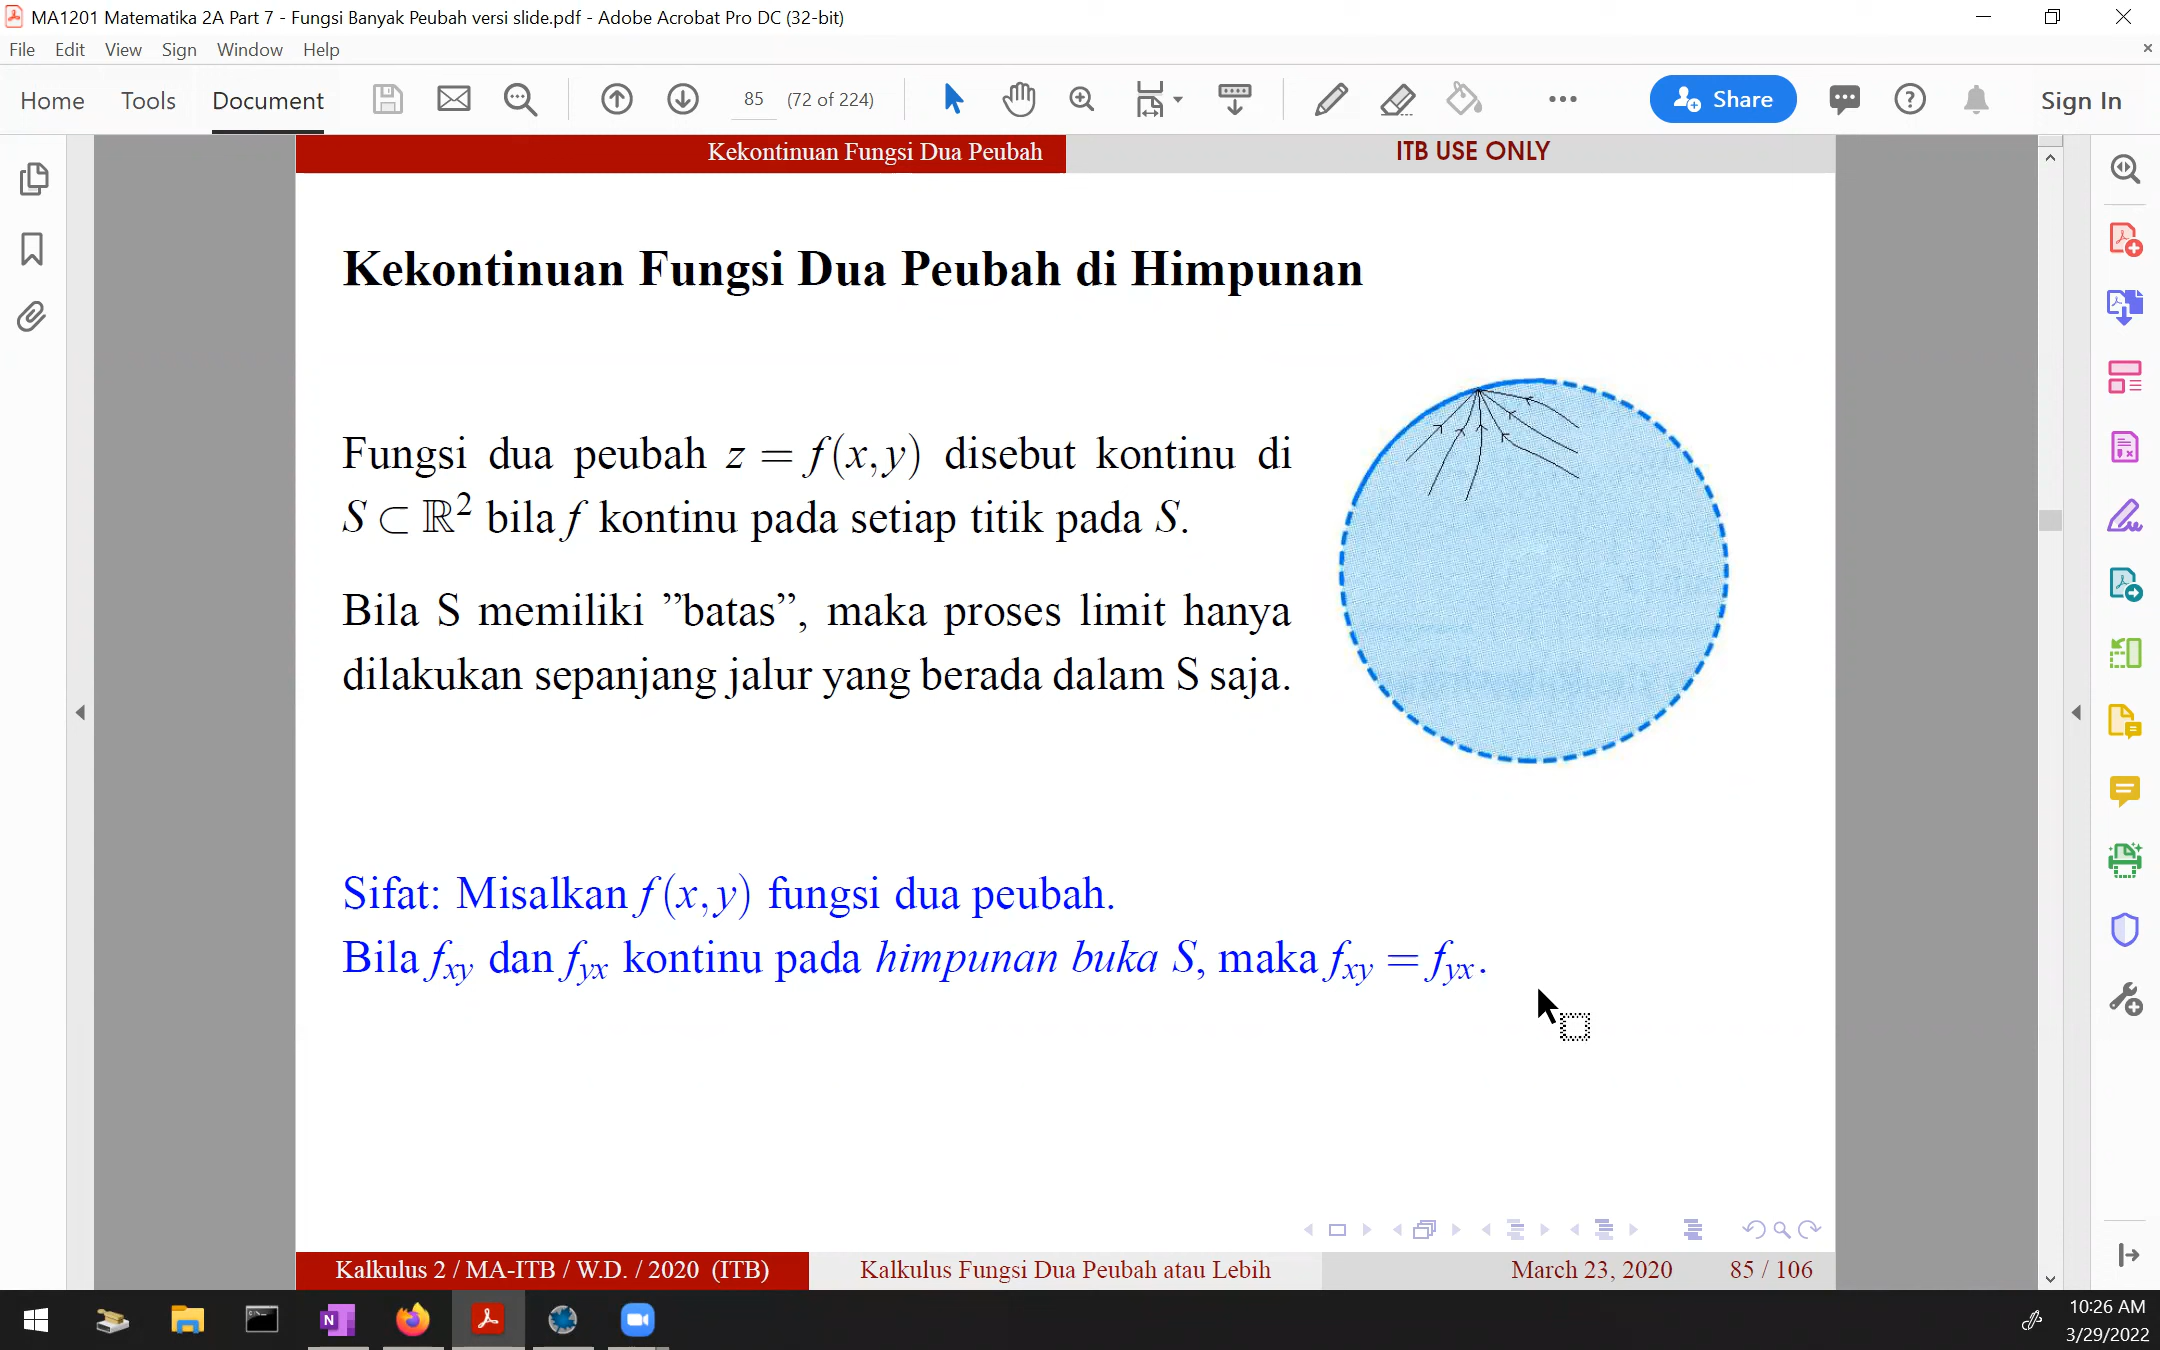 MA1201 Matematika 2A Part 7 - Fungsi Banyak Peubah versi slide.pdf - Adobe Acrobat Pro DC (32-bit)
File Edit View Sign Window Help
Home Tools Document 85 (72 of 224) Share Sign In
Kekontinuan Fungsi Dua Peubah ITB USE ONLY
Kekontinuan Fungsi Dua Peubah di Himpunan
Fungsi dua peubah z = f(x,y) disebut kontinu di
S ⊂ ℝ² bila f kontinu pada setiap titik pada S.
Bila S memiliki ”batas”, maka proses limit hanya
dilakukan sepanjang jalur yang berada dalam S saja.
Sifat: Misalkan f(x,y) fungsi dua peubah.
Bila f_xy dan f_yx kontinu pada himpunan buka S, maka f_xy = f_yx.
Kalkulus 2 / MA-ITB / W.D. / 2020 (ITB) Kalkulus Fungsi Dua Peubah atau Lebih March 23, 2020 85 / 106
10:26 AM
3/29/2022